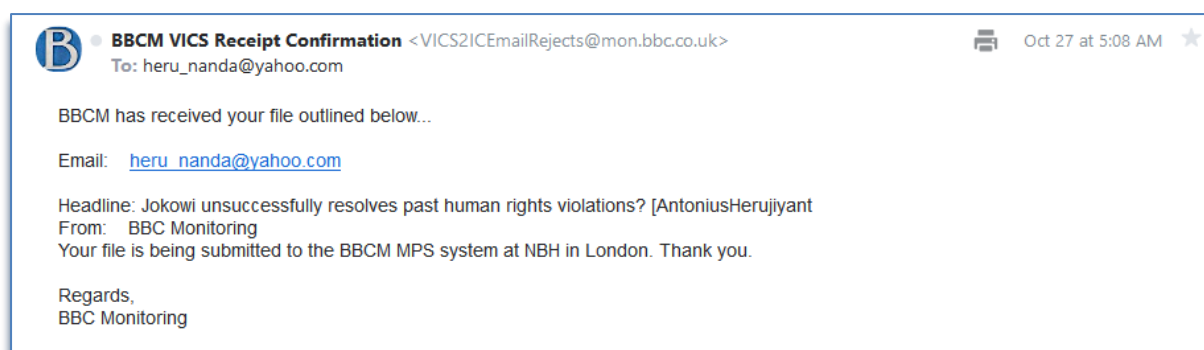 B
BBCM VICS Receipt Confirmation <VICS2ICEmailRejects@mon.bbc.co.uk> Oct 27 at 5:08 AM
To: heru_nanda@yahoo.com
BBCM has received your file outlined below...
Email: heru_nanda@yahoo.com
Headline: Jokowi unsuccessfully resolves past human rights violations? [AntoniusHerujiyant
From: BBC Monitoring
Your file is being submitted to the BBCM MPS system at NBH in London. Thank you.
Regards,
BBC Monitoring